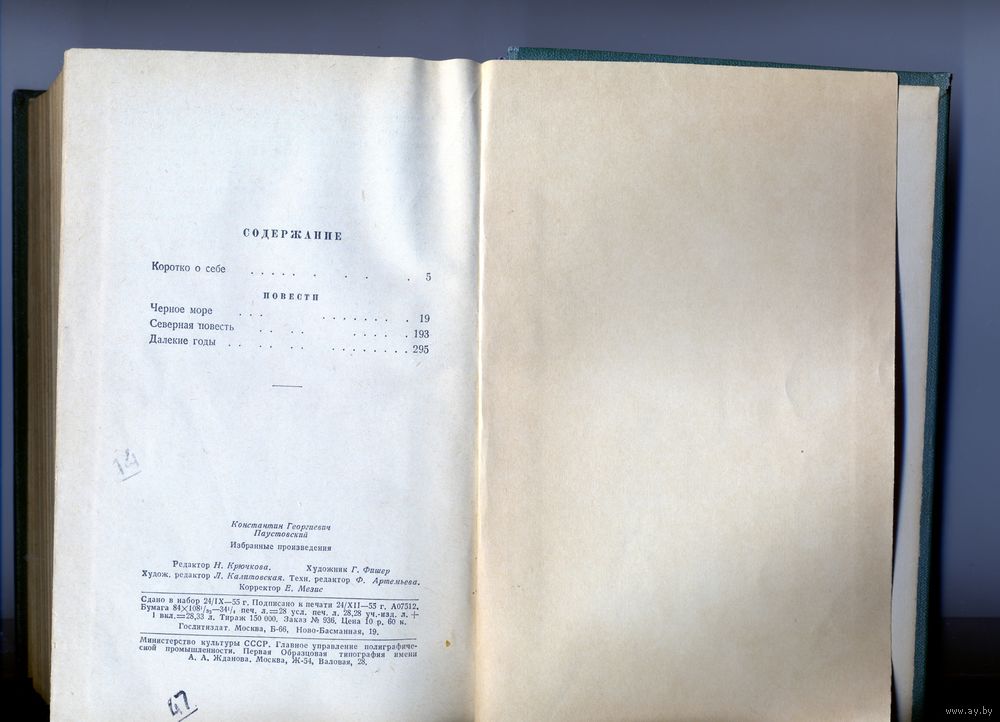 СОДЕРЖАНИЕ
Коротко о себе . . . . . . . . . 5
ПОВЕСТИ
Черное море . . . . . . . . . . 19
Северная повесть . . . . . . . . 193
Далекие годы . . . . . . . . . . . . . 295
14
Константин Георгиевич
Паустовский
Избранные произведения
Редактор Н. Крючкова. Художник Г. Фишер
Худож. редактор Л. Калитовская. Техн. редактор Ф. Артемьева.
Корректор Е. Мезис
Сдано в набор 24/IX—55 г. Подписано к печати 24/XII—55 г. А07512.
Бумага 84×108¹/₃₂—34¹/₄ печ. л.=28 усл. печ. л. 28,28 уч.-изд. л. +
1 вкл.=28,33 л. Тираж 150 000. Заказ № 936. Цена 10 р. 60 к.
Гослитиздат. Москва, Б-66, Ново-Басманная, 19.
Министерство культуры СССР. Главное управление полиграфиче-
ской промышленности. Первая Образцовая типография имени
А. А. Жданова. Москва, Ж-54, Валовая, 28.
47
www.ay.by